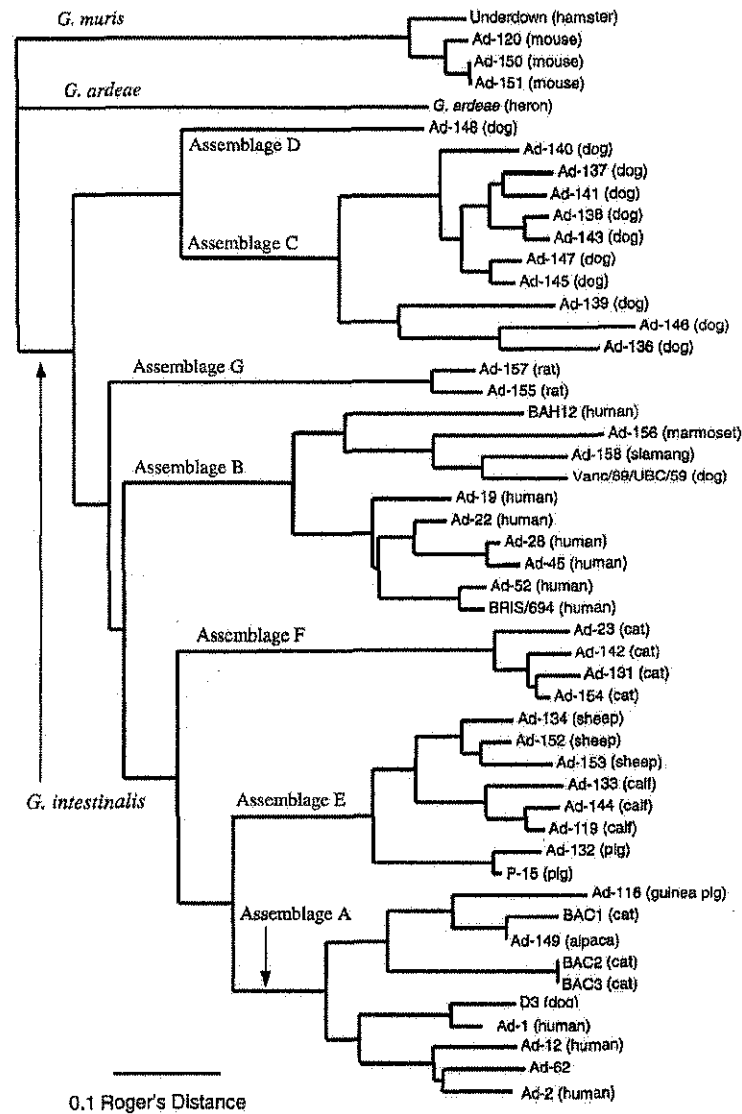 G. muris
Underdown (hamster)
Ad-120 (mouse)
Ad-150 (mouse)
Ad-151 (mouse)
G. ardeae
G. ardeae (heron)
Ad-148 (dog)
Assemblage D
Ad-140 (dog)
Ad-137 (dog)
Ad-141 (dog)
Ad-138 (dog)
Ad-143 (dog)
Assemblage C
Ad-147 (dog)
Ad-145 (dog)
Ad-139 (dog)
Ad-146 (dog)
Ad-136 (dog)
Assemblage G
Ad-157 (rat)
Ad-155 (rat)
BAH12 (human)
Ad-156 (marmoset)
Ad-158 (siamang)
Assemblage B
Vanc/89/UBC/59 (dog)
Ad-19 (human)
Ad-22 (human)
Ad-28 (human)
Ad-45 (human)
Ad-52 (human)
BRIS/694 (human)
Assemblage F
Ad-23 (cat)
Ad-142 (cat)
Ad-131 (cat)
Ad-154 (cat)
Ad-134 (sheep)
Ad-152 (sheep)
Ad-153 (sheep)
Ad-133 (calf)
G. intestinalis
Assemblage E
Ad-144 (calf)
Ad-119 (calf)
Ad-132 (pig)
P-15 (pig)
Ad-116 (guinea pig)
Assemblage A
BAC1 (cat)
Ad-149 (alpaca)
BAC2 (cat)
BAC3 (cat)
D3 (dog)
Ad-1 (human)
Ad-12 (human)
Ad-62
Ad-2 (human)
0.1 Roger's Distance